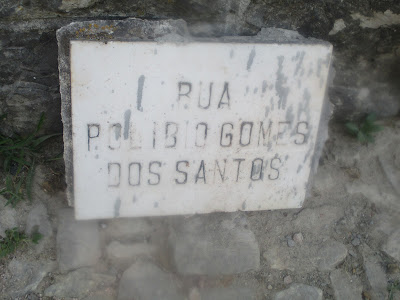 RUA
POLIBIO GOMES
DOS SANTOS